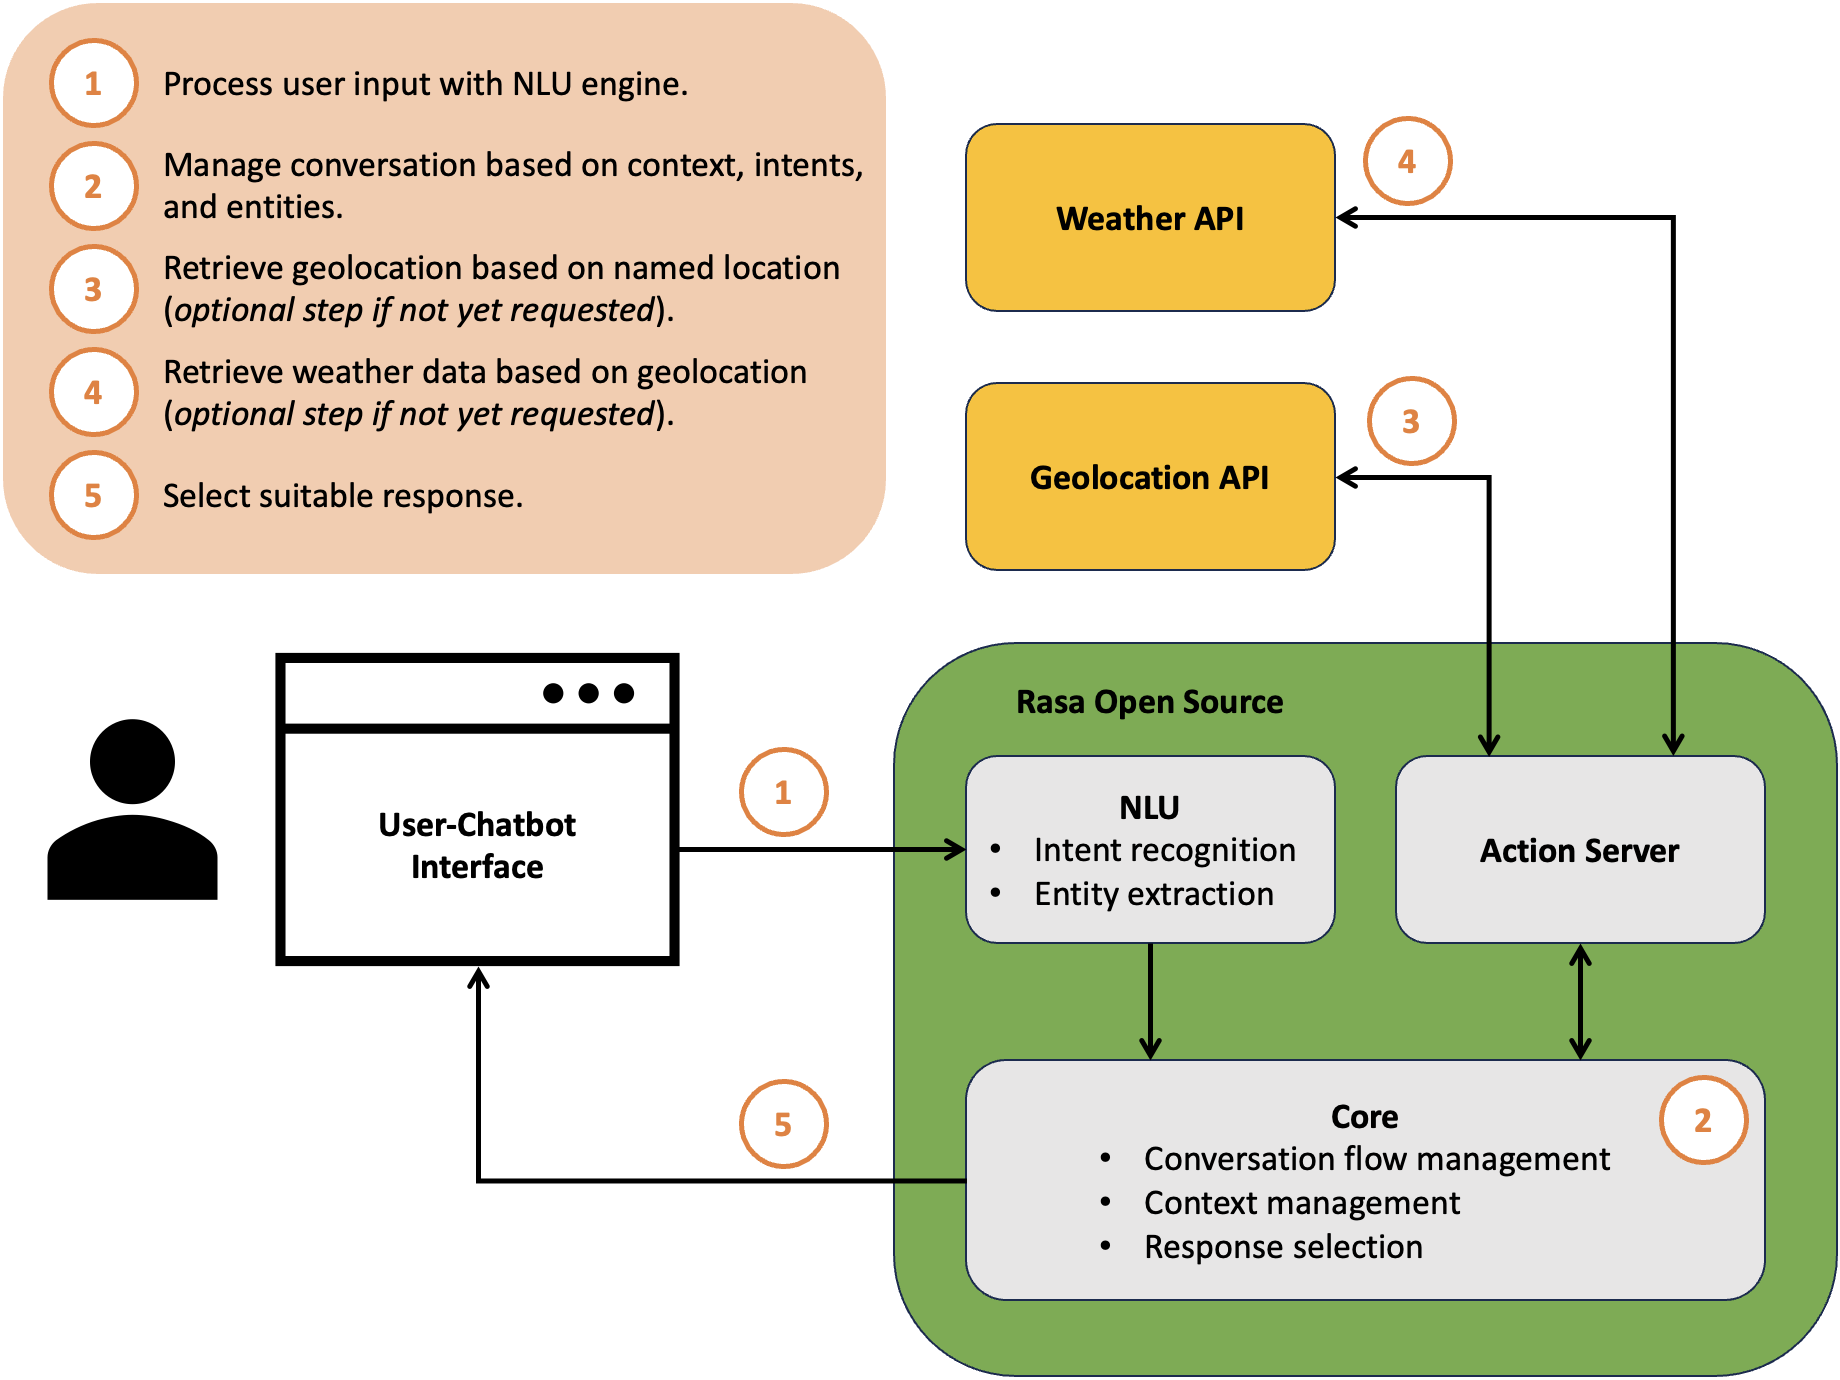 1
Process user input with NLU engine.
2
Manage conversation based on context, intents,
and entities.
3
Retrieve geolocation based on named location
(optional step if not yet requested).
4
Retrieve weather data based on geolocation
(optional step if not yet requested).
5
Select suitable response.
Weather API
4
Geolocation API
3
Rasa Open Source
User-Chatbot
Interface
1
NLU
• Intent recognition
• Entity extraction
Action Server
5
Core
2
• Conversation flow management
• Context management
• Response selection